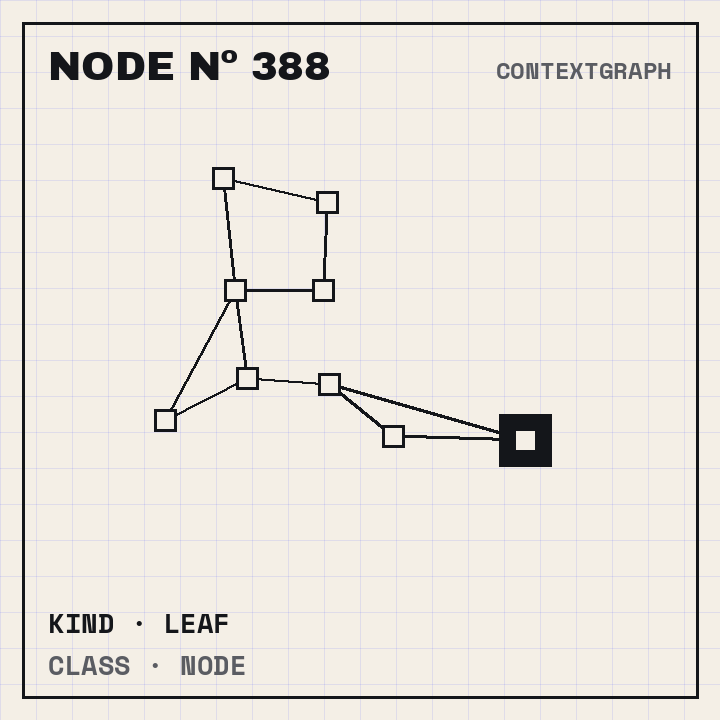 NODE Nº 388
CONTEXTGRAPH
KIND · LEAF
CLASS · NODE